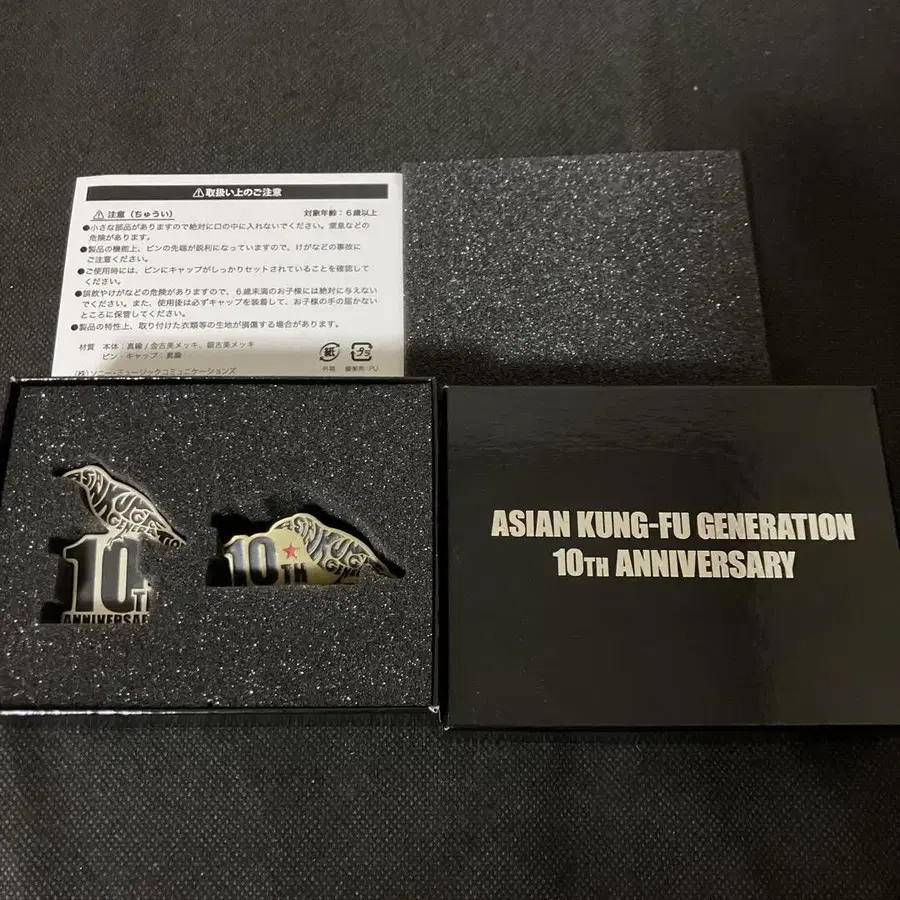 ⚠取扱い上のご注意
⚠注意（ちゅうい） 対象年齢：6歳以上
●小さな部品がありますので絶対に口の中に入れないでください。窒息などの
危険があります。
●製品の機能上、ピンの先端が鋭利になっていますので、けがなどの事故に
ご注意ください。
●ご使用時には、ピンにキャップがしっかりセットされていることを確認して
ください。
●誤飲やけがなどの危険がありますので、6歳未満のお子様には絶対に与えない
でください。また、使用後は必ずキャップを装着して、お子様の手の届かない
ところに保管してください。
●製品の特性上、取り付けた衣類等の生地が損傷する場合があります。
材質 本体：真鍮/金古美メッキ、銀古美メッキ
ピン・キャップ：真鍮
紙 プラ
外箱 緩衝剤：PU
(株)ソニー・ミュージックコミュニケーションズ
ASIAN KUNG-FU GENERATION
10TH ANNIVERSARY
10T
ANNIVERSAR
10★TH